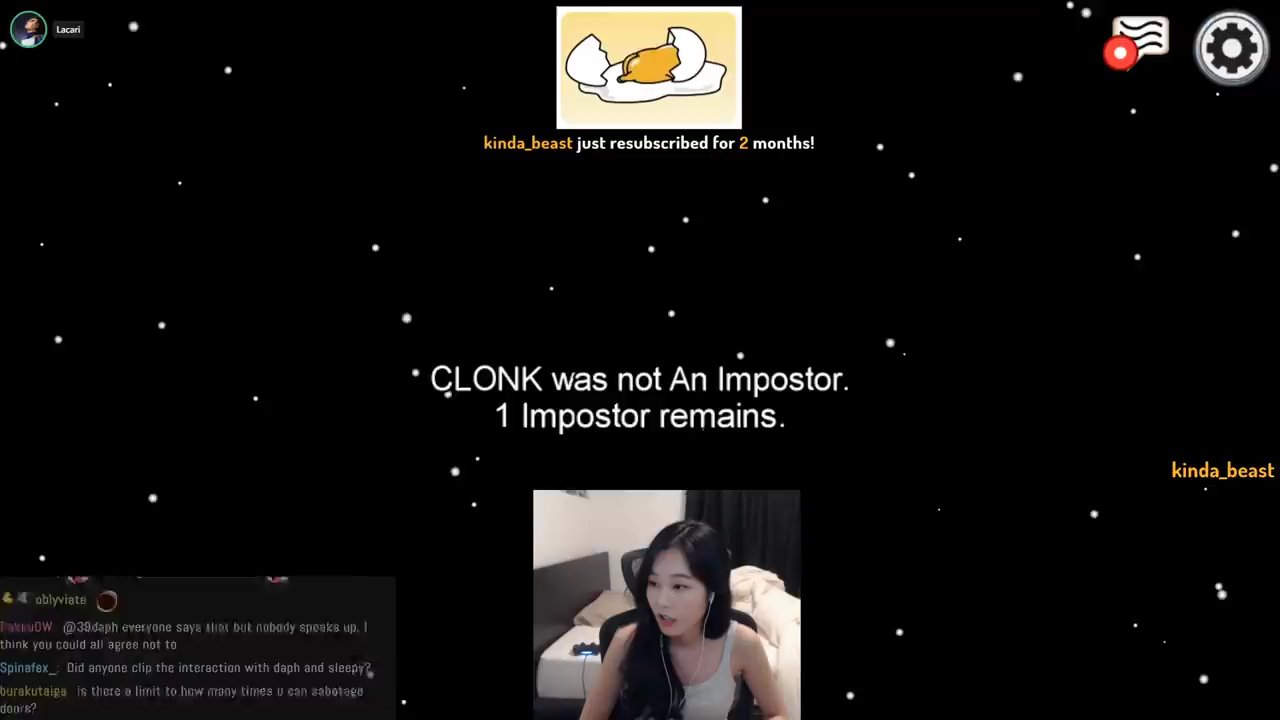 Lacari
kinda_beast just resubscribed for 2 months!
CLONK was not An Impostor.
1 Impostor remains.
kinda_beast
oblyviate
@39daph everyone says that but nobody speaks up, I
think you could all agree not to
Spinafex_: Did anyone clip the interaction with daph and sleepy?
burakutaiga is there a limit to how many times u can sabotage
doors?